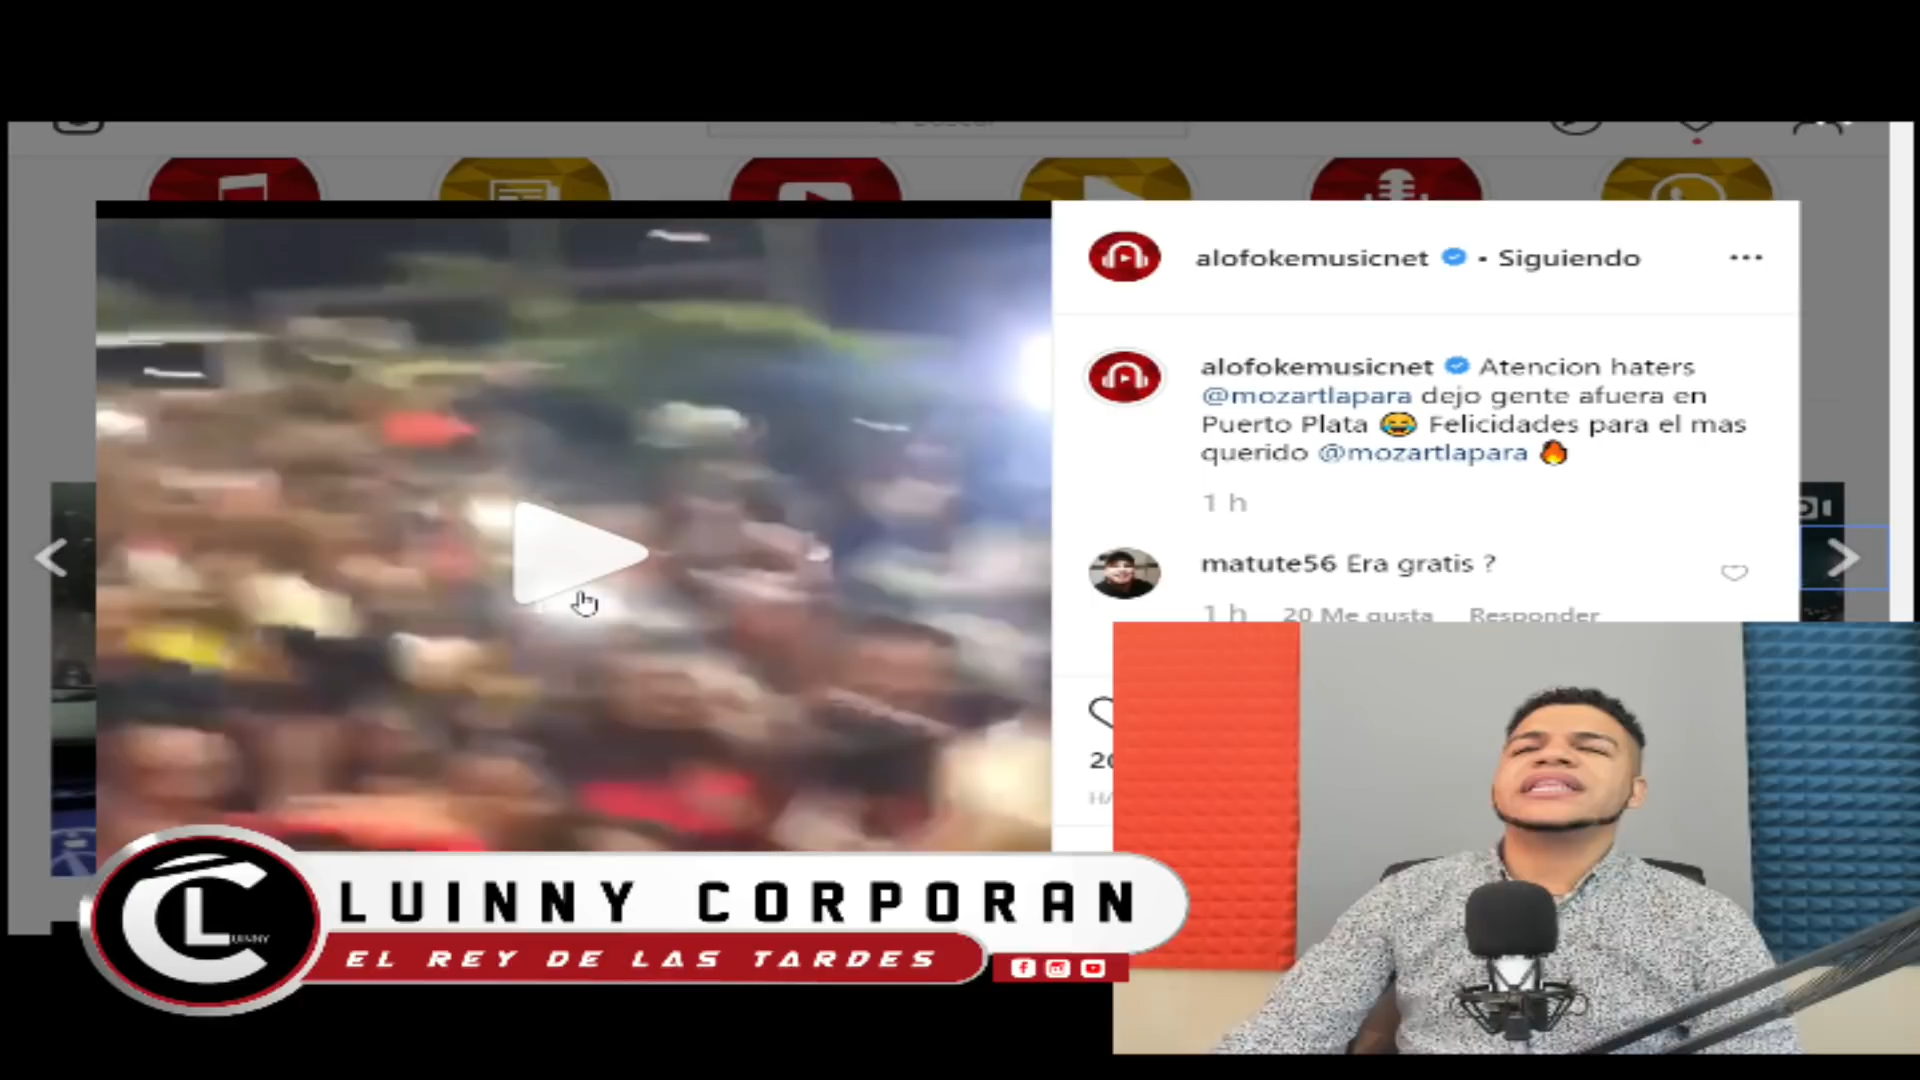 alofokemusicnet • Siguiendo
alofokemusicnet Atencion haters
@mozartlapara dejo gente afuera en
Puerto Plata 😂 Felicidades para el mas
querido @mozartlapara 🔥
1 h
matute56 Era gratis ?
1 h 20 Me gusta Responder
LUINNY CORPORAN
EL REY DE LAS TARDES